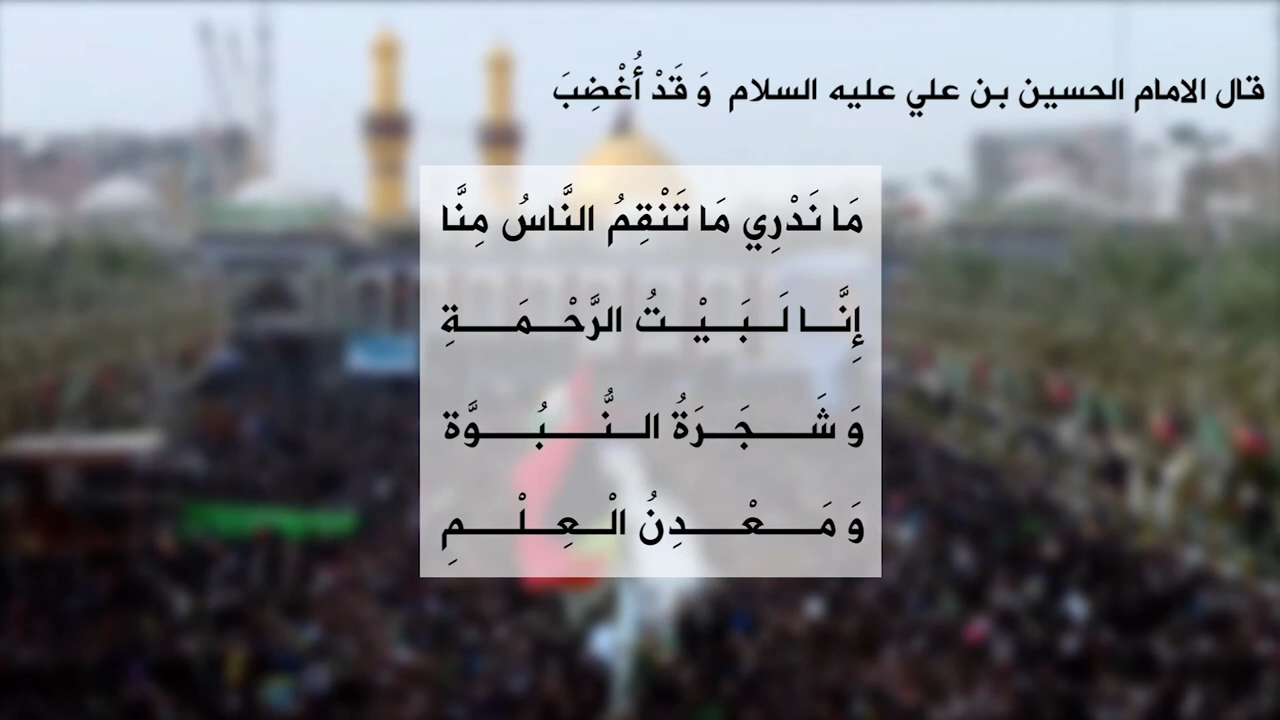 قال الامام الحسين بن علي عليه السلام وَ قَدْ أُغْضِبَ
مَا نَدْرِي مَا تَنْقِمُ النَّاسُ مِنَّا
إِنَّا لَبَيْتُ الرَّحْمَةِ
وَ شَجَرَةُ النُّبُوَّة
وَ مَعْدِنُ الْعِلْمِ